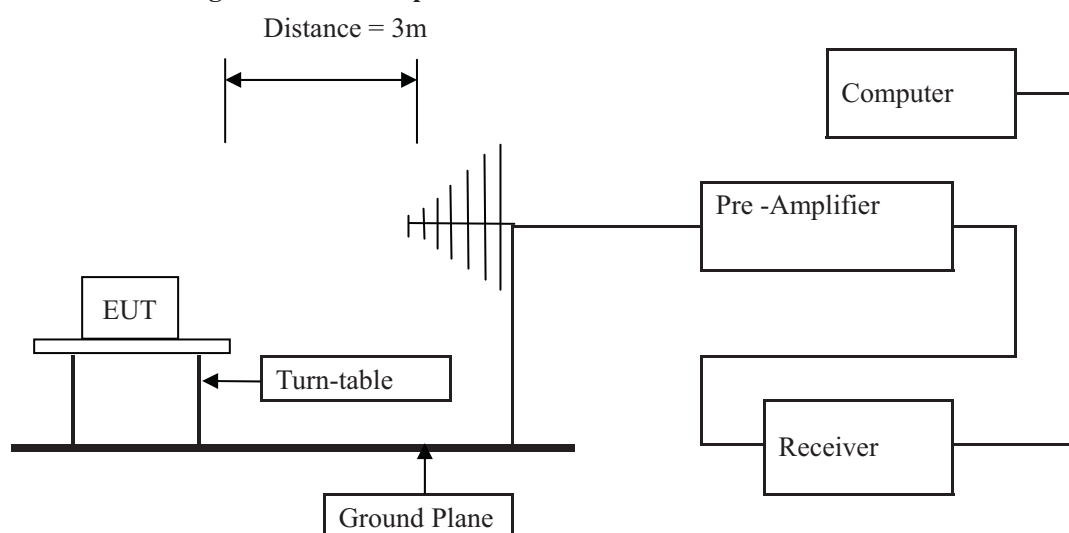 Distance = 3m
Computer
Pre -Amplifier
EUT
Turn-table
Receiver
Ground Plane